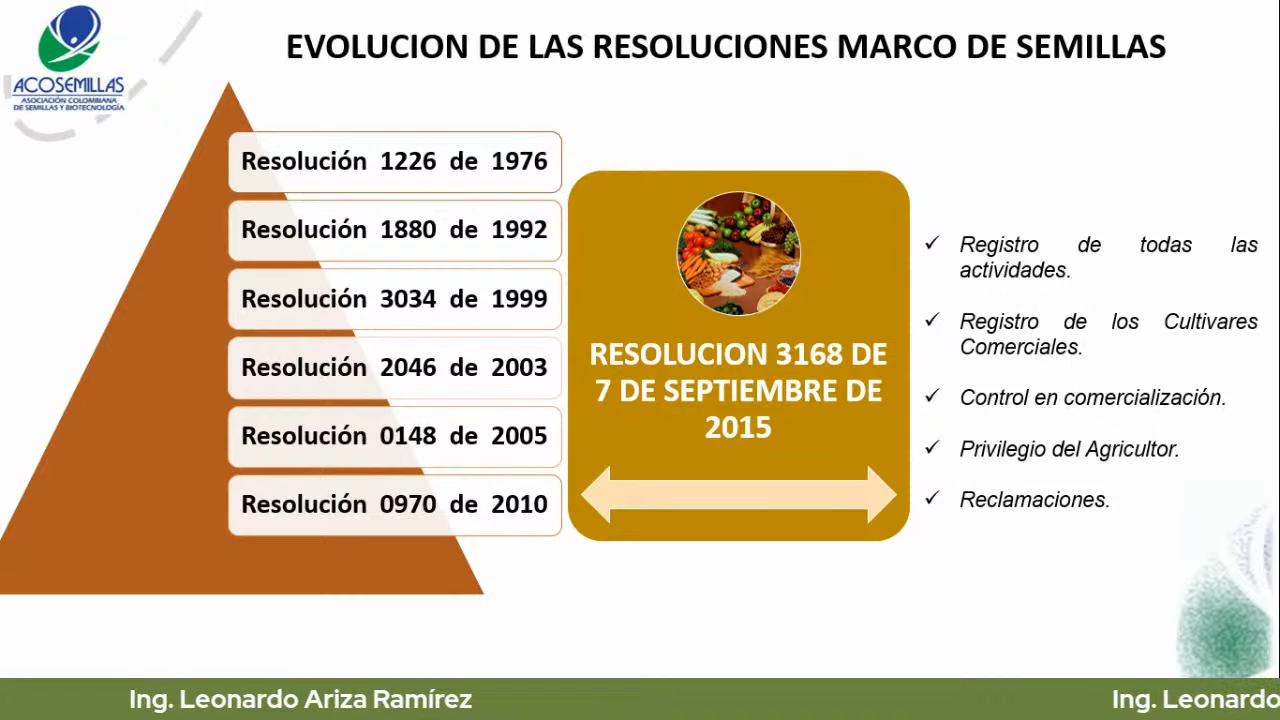 ACOSEMILLAS
ASOCIACIÓN COLOMBIANA
DE SEMILLAS Y BIOTECNOLOGÍA
EVOLUCION DE LAS RESOLUCIONES MARCO DE SEMILLAS
Resolución 1226 de 1976
Resolución 1880 de 1992
Resolución 3034 de 1999
Resolución 2046 de 2003
Resolución 0148 de 2005
Resolución 0970 de 2010
RESOLUCION 3168 DE
7 DE SEPTIEMBRE DE
2015
✓ Registro de todas las
actividades.
✓ Registro de los Cultivares
Comerciales.
✓ Control en comercialización.
✓ Privilegio del Agricultor.
✓ Reclamaciones.
Ing. Leonardo Ariza Ramírez
Ing. Leonardo